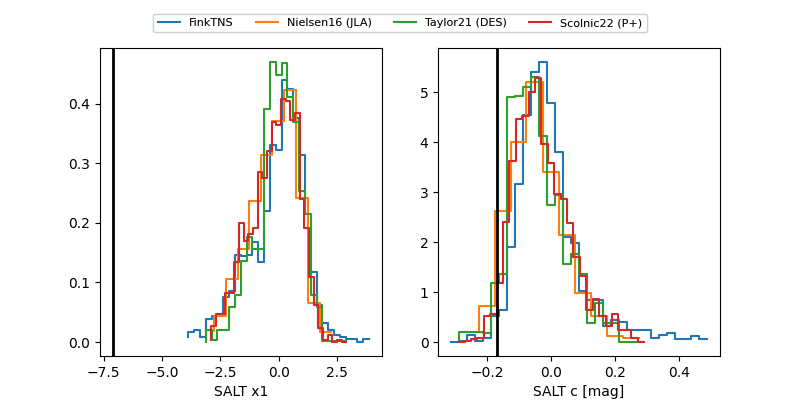 FinkTNS Nielsen16 (JLA) Taylor21 (DES) Scolnic22 (P+)
0.4
0.3
0.2
0.1
0.0
−7.5 −5.0 −2.5 0.0 2.5
SALT x1
5
4
3
2
1
0
−0.2 0.0 0.2 0.4
SALT c [mag]